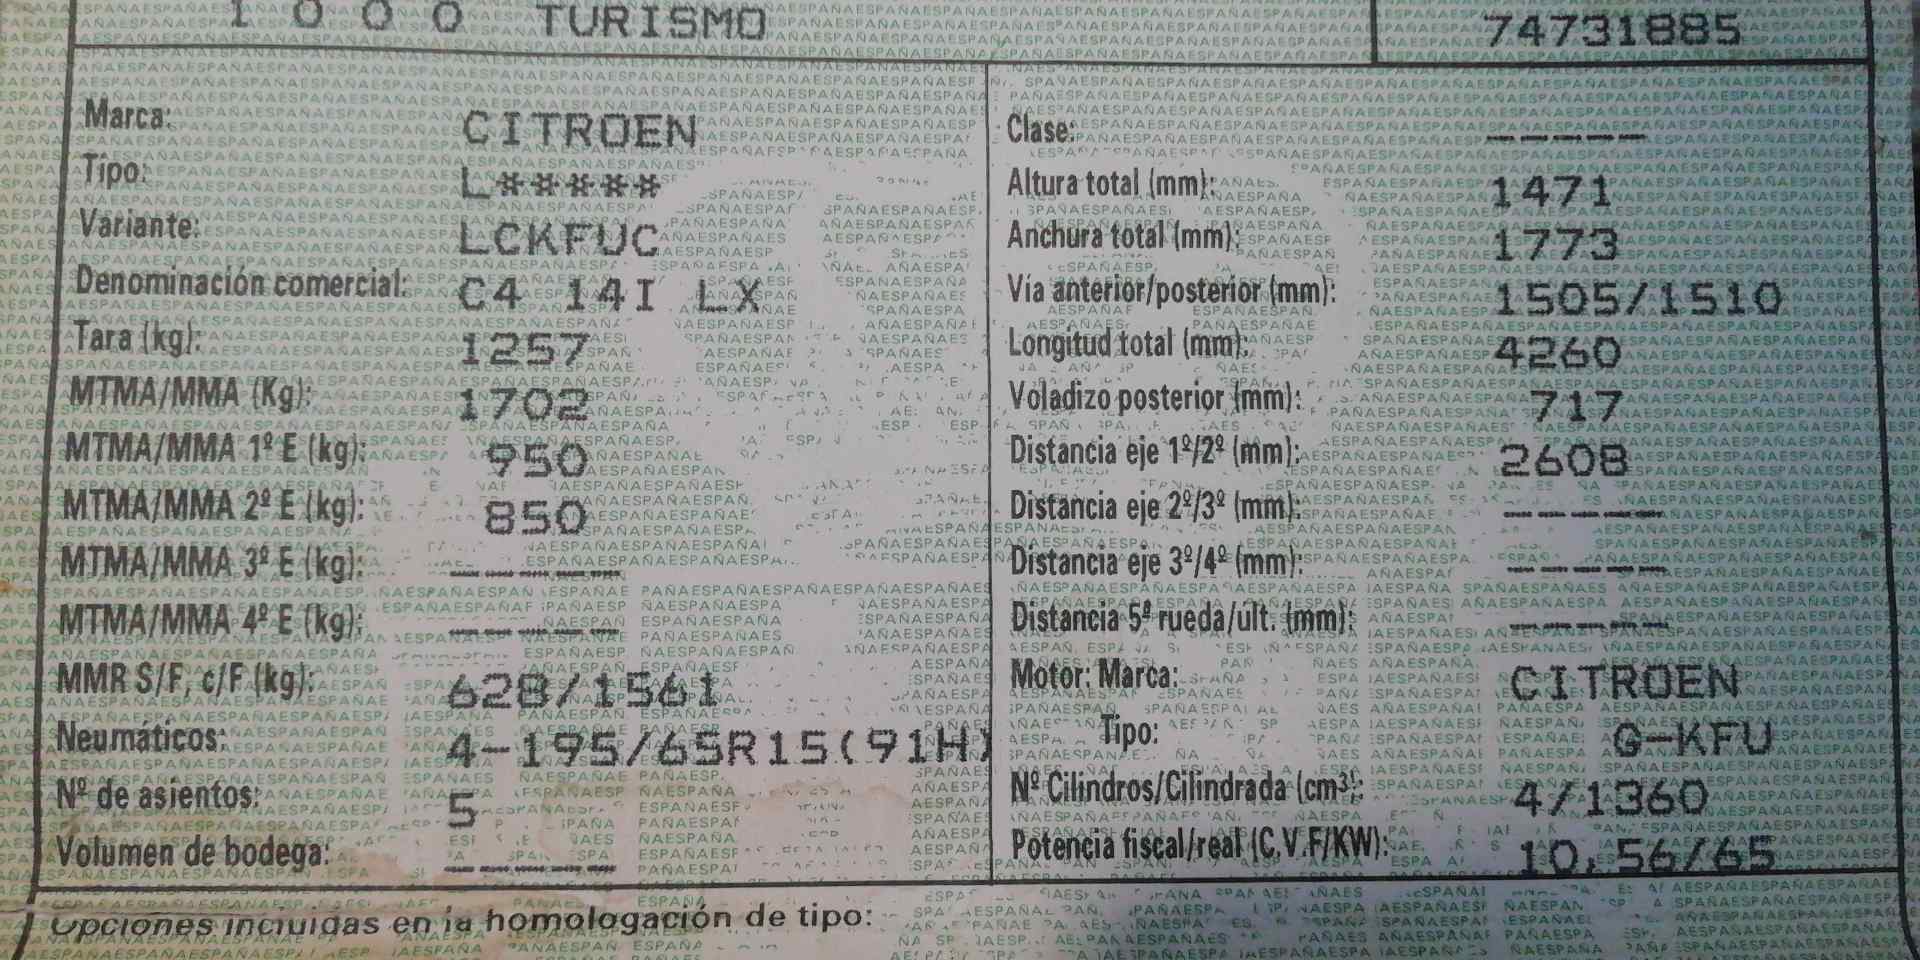 1 0 0 0 TURISMO
74731885
Marca: CITROEN
Tipo: L*****
Variante: LCKFUC
Denominación comercial: C4 14I LX
Tara (kg): 1257
MTMA/MMA (Kg): 1702
MTMA/MMA 1º E (kg): 950
MTMA/MMA 2º E (kg): 850
MTMA/MMA 3º E (kg): -----
MTMA/MMA 4º E (kg): -----
MMR S/F, c/F (kg): 628/1561
Neumáticos: 4-195/65R15(91H)
Nº de asientos: 5
Volumen de bodega: -----
Clase: -----
Altura total (mm): 1471
Anchura total (mm): 1773
Vía anterior/posterior (mm): 1505/1510
Longitud total (mm): 4260
Voladizo posterior (mm): 717
Distancia eje 1º/2º (mm): 2608
Distancia eje 2º/3º (mm): -----
Distancia eje 3º/4º (mm): -----
Distancia 5ª rueda/últ. (mm): -----
Motor: Marca: CITROEN
Tipo: G-KFU
Nº Cilindros/Cilindrada (cm³): 4/1360
Potencia fiscal/real (C.V.F/KW): 10,56/65
Opciones incluidas en la homologación de tipo: